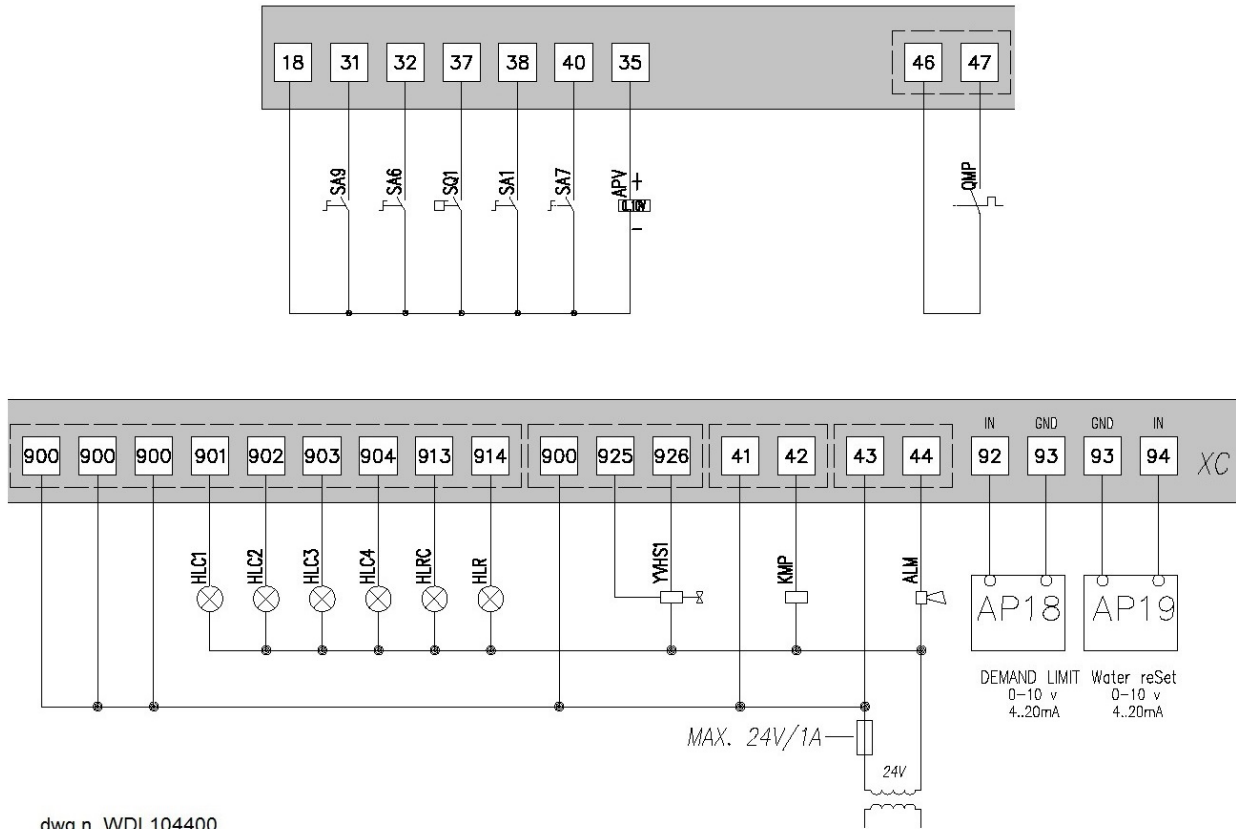 18 31 32 37 38 40 35 46 47
SA9 SA6 SQ1 SA1 SA7 APV + QMP
−
900 900 900 901 902 903 904 913 914 900 925 926 41 42 43 44
IN GND GND IN
92 93 93 94 XC
HLC1 HLC2 HLC3 HLC4 HLRC HLR YVHS1 KMP ALM
AP18 AP19
DEMAND LIMIT
0-10 v
4..20mA
Water reSet
0-10 v
4..20mA
MAX. 24V/1A
24V
dwg n. WDL104400